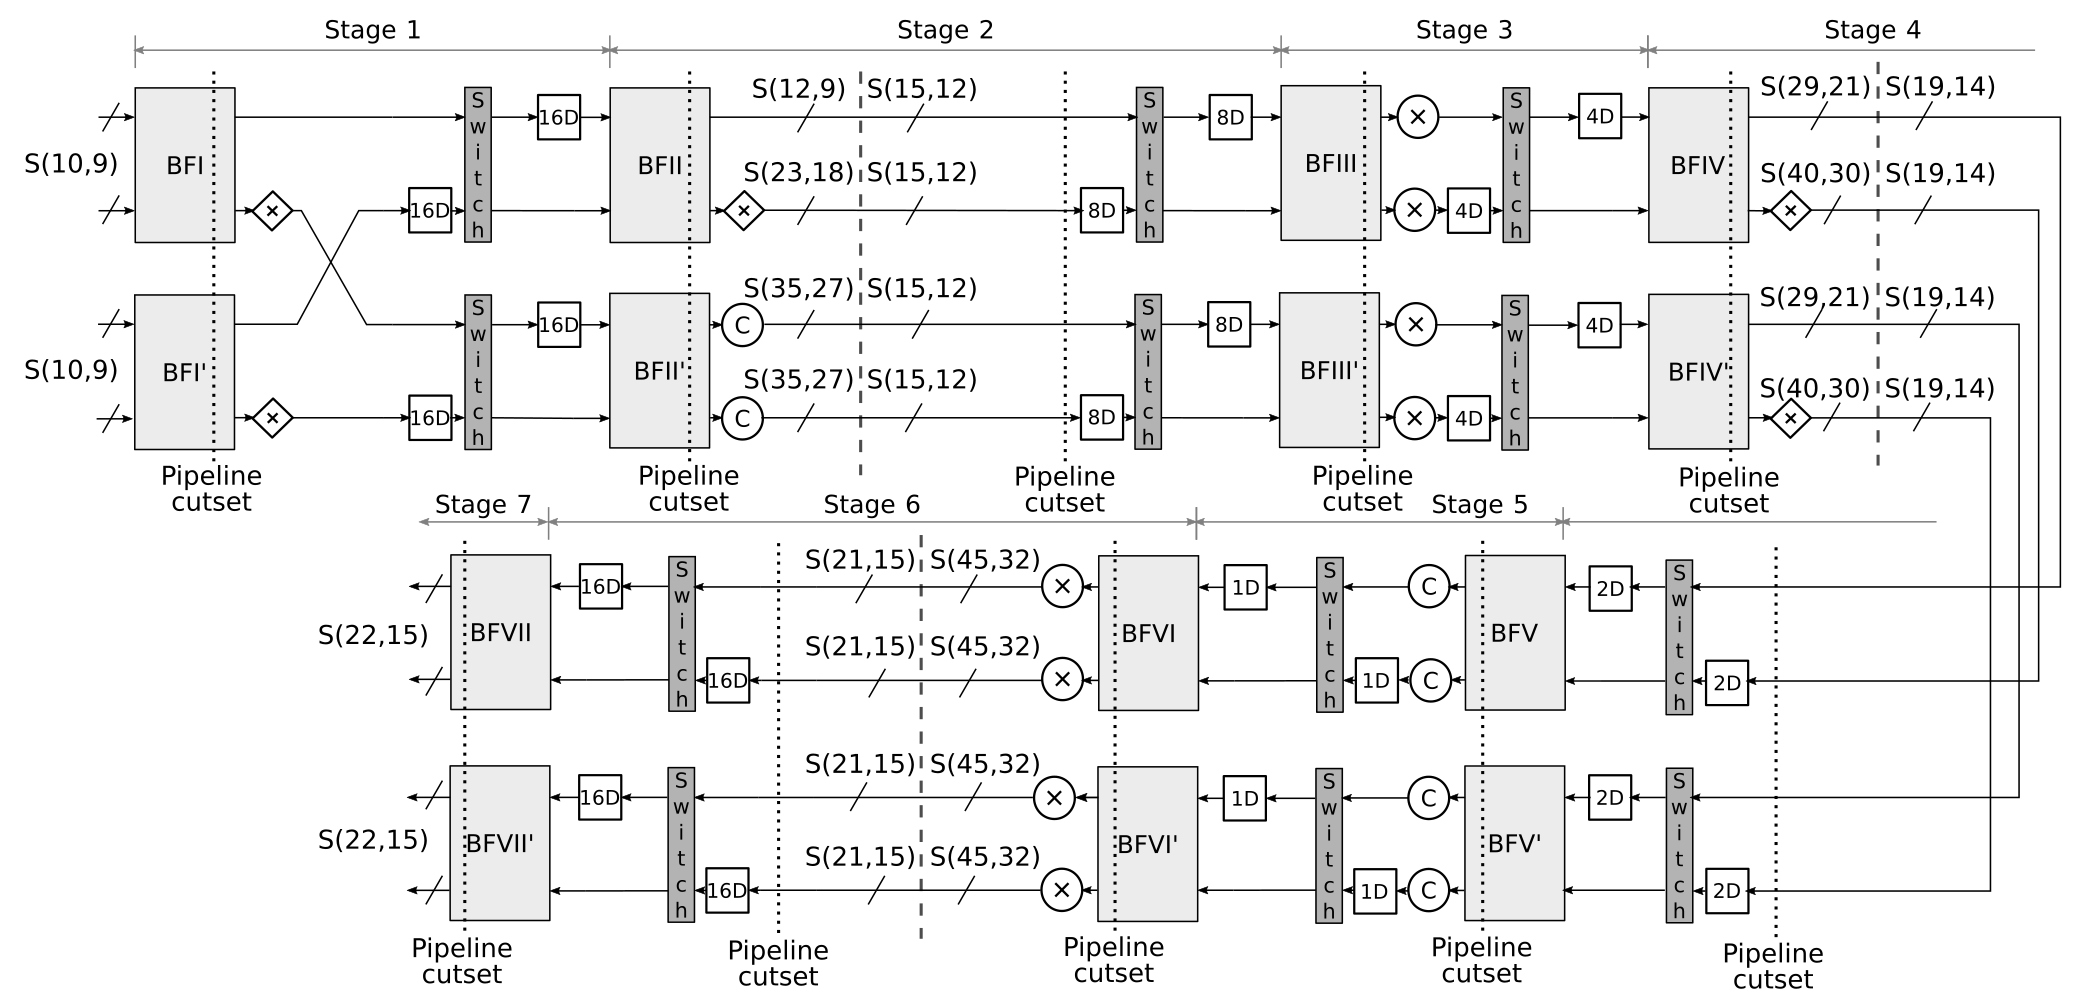 Stage 1 Stage 2 Stage 3 Stage 4
S(12,9) S(15,12) S(29,21) S(19,14)
Switch 16D Switch 8D × Switch 4D
S(10,9) BFI BFII S(23,18) S(15,12) BFIII BFIV S(40,30) S(19,14)
× 16D × 8D × 4D ×
S(35,27) S(15,12) S(29,21) S(19,14)
Switch 16D C Switch 8D × Switch 4D
S(10,9) BFI' BFII' S(35,27) S(15,12) BFIII' BFIV' S(40,30) S(19,14)
× 16D C 8D × 4D ×
Pipeline Pipeline Pipeline Pipeline Pipeline
cutset cutset cutset cutset cutset
Stage 7 Stage 6 Stage 5
S(21,15) S(45,32)
16D Switch × 1D Switch C 2D Switch
S(22,15) BFVII S(21,15) S(45,32) BFVI BFV
16D × 1D C 2D
S(21,15) S(45,32)
16D Switch × 1D Switch C 2D Switch
S(22,15) BFVII' S(21,15) S(45,32) BFVI' BFV'
16D × 1D C 2D
Pipeline Pipeline Pipeline Pipeline Pipeline
cutset cutset cutset cutset cutset